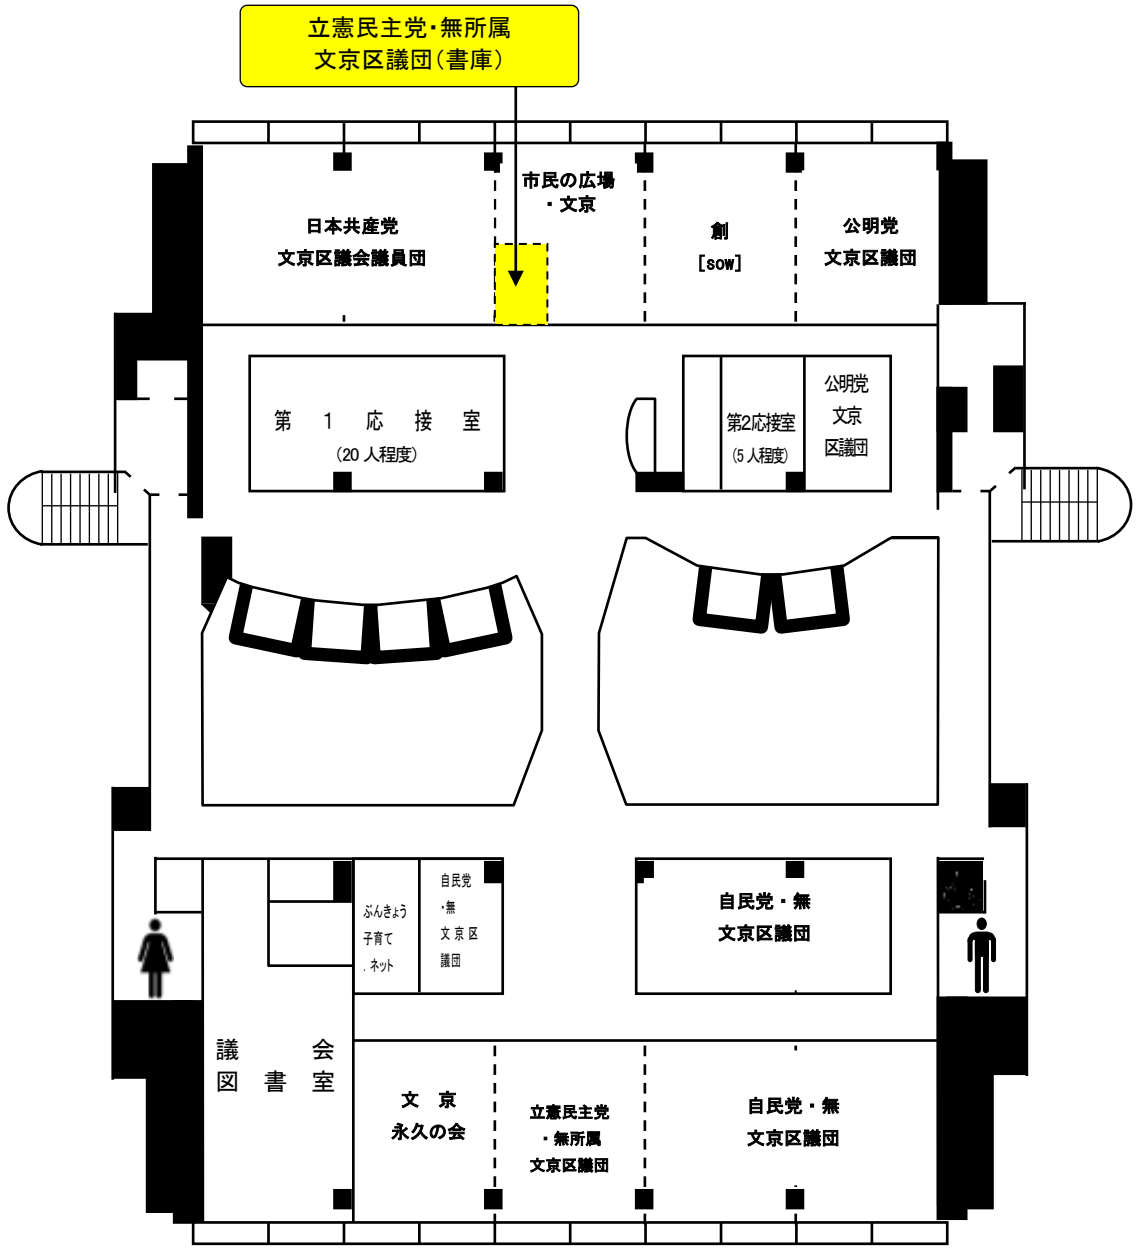 立憲民主党・無所属
文京区議団（書庫）
市民の広場
・文京
日本共産党
文京区議会議員団
創
[sow]
公明党
文京区議団
第 1 応 接 室
（20 人程度）
第2応接室
（5 人程度）
公明党
文京
区議団
ぶんきょう
子育て
.ネット
自民党
・無
文京区
議団
自民党・無
文京区議団
議 会
図 書 室
文 京
永久の会
立憲民主党
・無所属
文京区議団
自民党・無
文京区議団